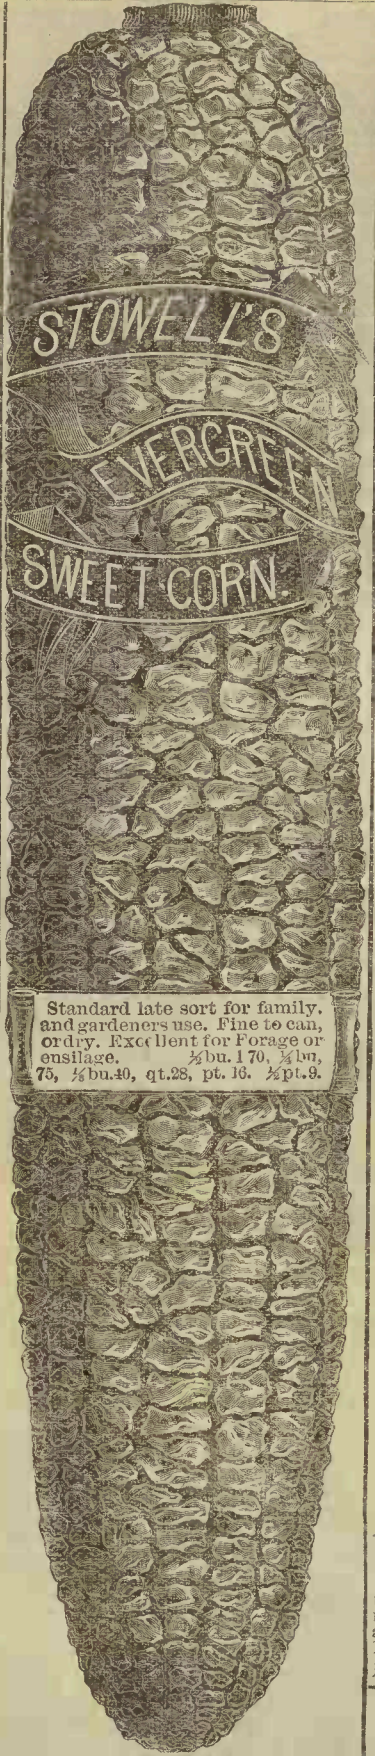 STOWELL'S
EVERGREEN
SWEET CORN.
Standard late sort for family.
and gardeners use. Fine to can,
or dry. Excellent for Forage or
ensilage. ½bu. 1 70, ¼bu,
75, ⅛bu.40, qt.28, pt. 16. ½pt.9.